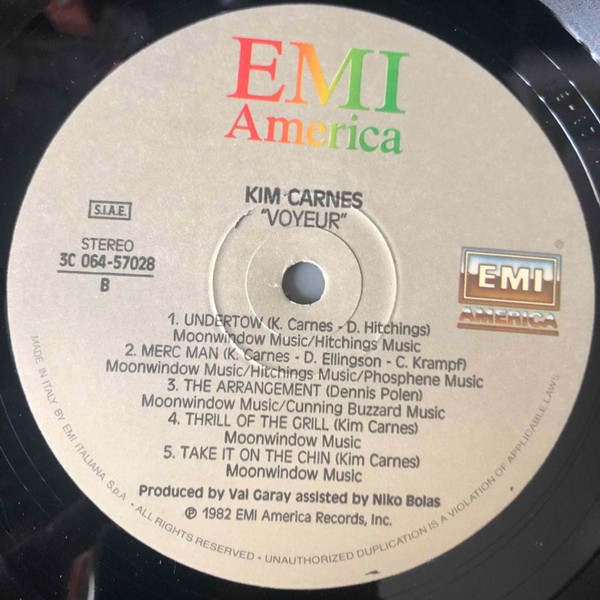 EMI
America
KIM CARNES
"VOYEUR"
S.I.A.E.
STEREO
3C 064-57028
B
EMI
AMERICA
®
1. UNDERTOW (K. Carnes - D. Hitchings)
Moonwindow Music/Hitchings Music
2. MERC MAN (K. Carnes - D. Ellingson - C. Krampf)
Moonwindow Music/Hitchings Music/Phosphene Music
3. THE ARRANGEMENT (Dennis Polen)
Moonwindow Music/Cunning Buzzard Music
4. THRILL OF THE GRILL (Kim Carnes)
Moonwindow Music
5. TAKE IT ON THE CHIN (Kim Carnes)
Moonwindow Music
Produced by Val Garay assisted by Niko Bolas
℗ 1982 EMI America Records, Inc.
MADE IN ITALY BY EMI ITALIANA S.p.A. • ALL RIGHTS RESERVED • UNAUTHORIZED DUPLICATION IS A VIOLATION OF APPLICABLE LAWS